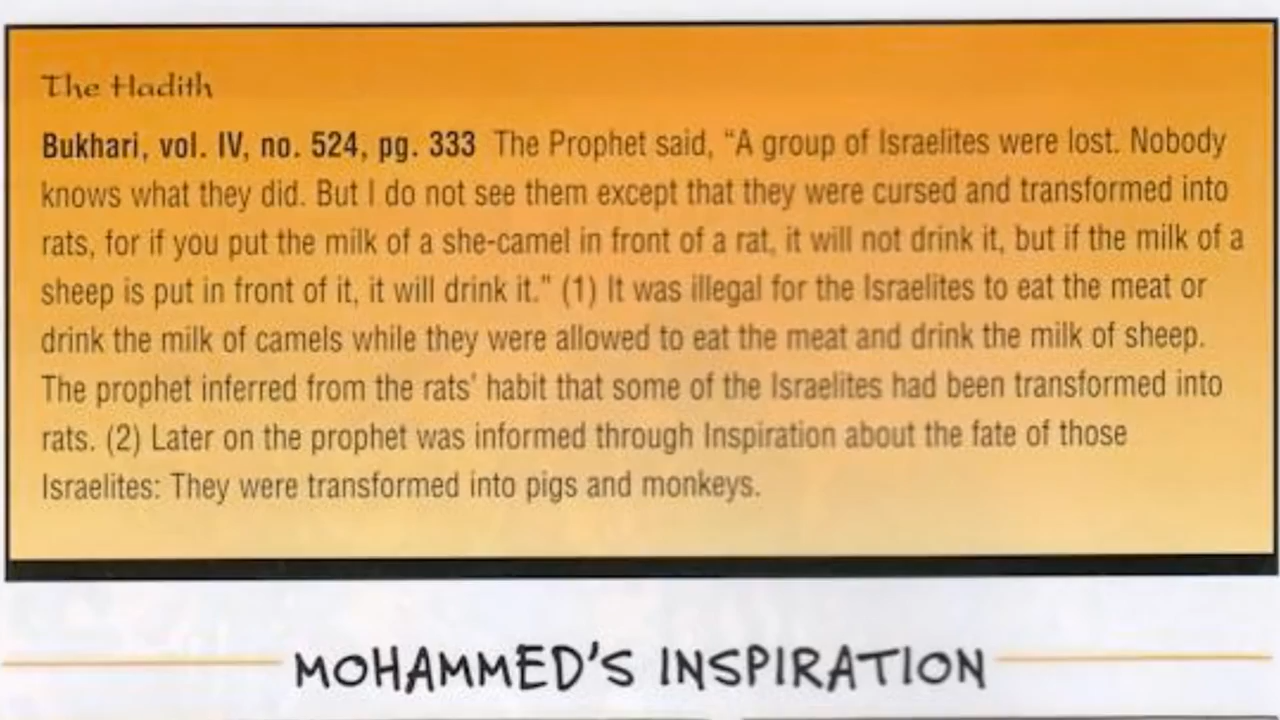 The Hadith
Bukhari, vol. IV, no. 524, pg. 333 The Prophet said, “A group of Israelites were lost. Nobody
knows what they did. But I do not see them except that they were cursed and transformed into
rats, for if you put the milk of a she-camel in front of a rat, it will not drink it, but if the milk of a
sheep is put in front of it, it will drink it.” (1) It was illegal for the Israelites to eat the meat or
drink the milk of camels while they were allowed to eat the meat and drink the milk of sheep.
The prophet inferred from the rats’ habit that some of the Israelites had been transformed into
rats. (2) Later on the prophet was informed through Inspiration about the fate of those
Israelites: They were transformed into pigs and monkeys.
MOHAMMED’S INSPIRATION